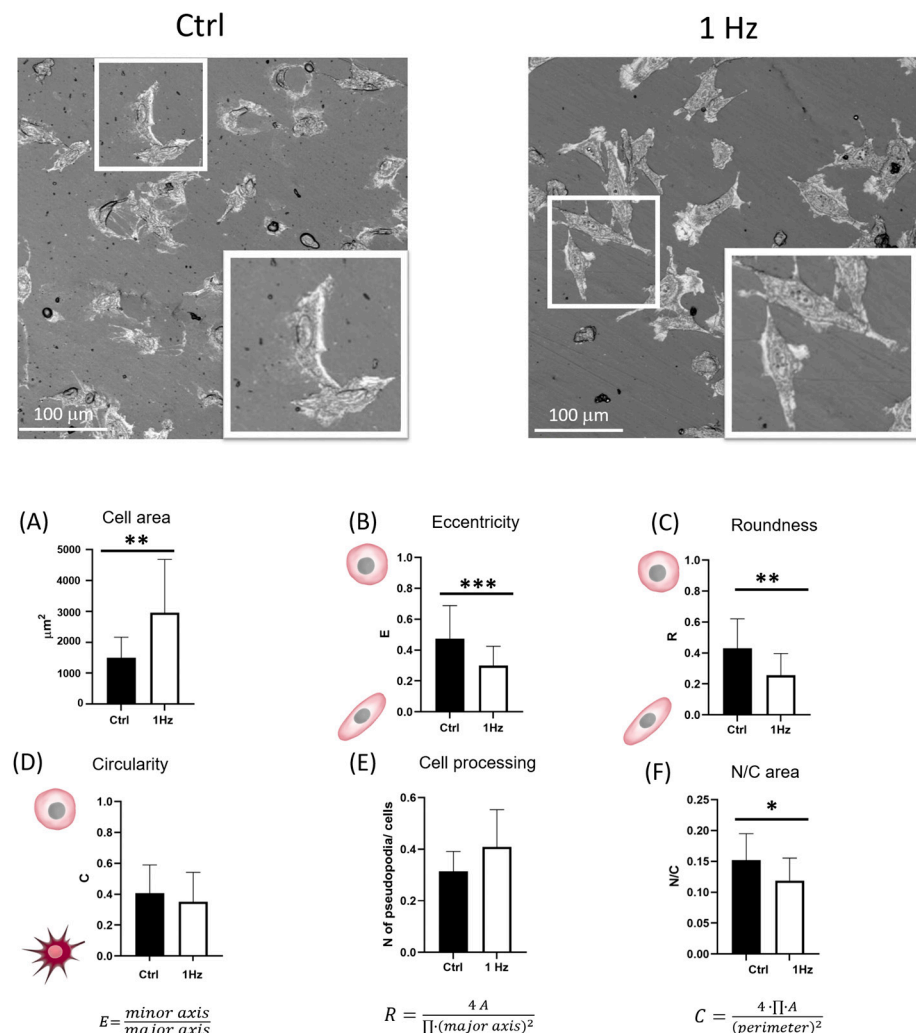 Ctrl
1 Hz
100 μm
100 μm
(A)
Cell area
**
5000
4000
3000
2000
1000
0
μm²
Ctrl
1Hz
(B)
Eccentricity
***
1.0
0.8
0.6
0.4
0.2
0.0
E
Ctrl
1Hz
(C)
Roundness
**
1.0
0.8
0.6
0.4
0.2
0.0
R
Ctrl
1Hz
(D)
Circularity
1.0
0.8
0.6
0.4
0.2
0.0
C
Ctrl
1Hz
(E)
Cell processing
0.6
0.4
0.2
0.0
N of pseudopodia/ cells
Ctrl
1 Hz
(F)
N/C area
*
0.25
0.20
0.15
0.10
0.05
0.00
N/C
Ctrl
1Hz
E= minor axis / major axis
R = 4 A / ∏·(major axis)²
C = 4 ·∏·A / (perimeter)²